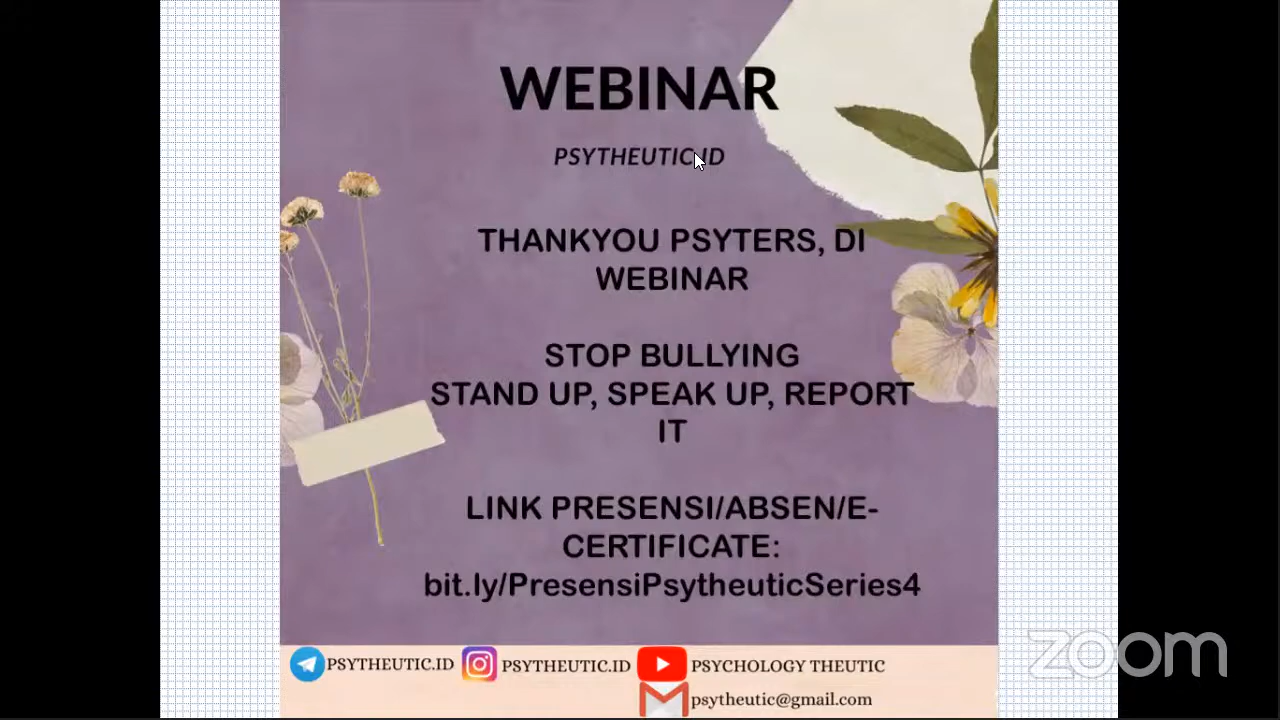 WEBINAR
PSYTHEUTIC.ID
THANKYOU PSYTERS, DI
WEBINAR
STOP BULLYING
STAND UP, SPEAK UP, REPORT
IT
LINK PRESENSI/ABSEN/E-
CERTIFICATE:
bit.ly/PresensiPsytheuticSeries4
PSYTHEUTIC.ID PSYTHEUTIC.ID PSYCHOLOGY THEUTIC
psytheutic@gmail.com
zoom